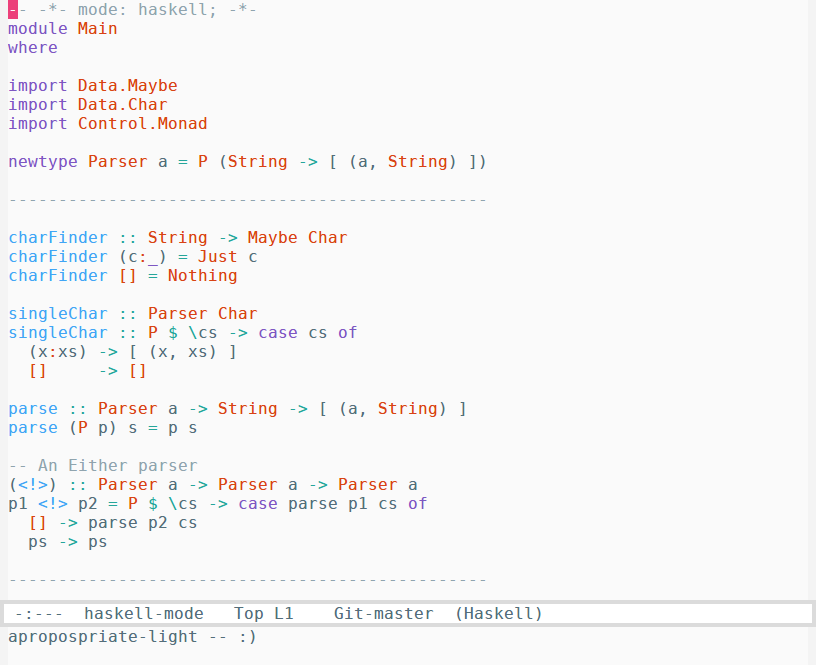 -- -*- mode: haskell; -*-
module Main
where
import Data.Maybe
import Data.Char
import Control.Monad
newtype Parser a = P (String -> [ (a, String) ])
------------------------------------------------
charFinder :: String -> Maybe Char
charFinder (c:_) = Just c
charFinder [] = Nothing
singleChar :: Parser Char
singleChar :: P $ \cs -> case cs of
  (x:xs) -> [ (x, xs) ]
  []     -> []
parse :: Parser a -> String -> [ (a, String) ]
parse (P p) s = p s
-- An Either parser
(<!>) :: Parser a -> Parser a -> Parser a
p1 <!> p2 = P $ \cs -> case parse p1 cs of
  [] -> parse p2 cs
  ps -> ps
------------------------------------------------
-:---  haskell-mode   Top L1    Git-master  (Haskell)
apropospriate-light -- :)